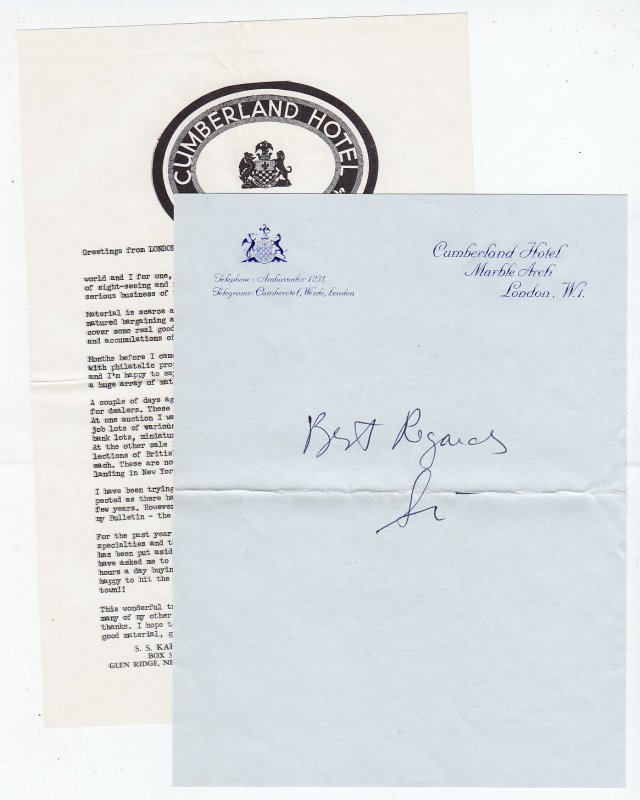 CUMBERLAND HOTEL
Greetings from LONDON
world and I for one,
of sight-seeing and
serious business of
Material is scarce a
matured bargaining a
cover some real good
and accumulations of
Months before I came
with philatelic pro
and I'm happy to sa
a huge array of mat
A couple of days ag
for dealers. These
At one auction I w
job lots of variou
bank lots, miniatur
At the other sale
lections of Britis
each. These are no
landing in New York
I have been trying
pected as there ha
few years. However
my Bulletin - the
For the past year
specialties and t
has been put asid
have asked me to
hours a day buyin
happy to hit the
town!!
This wonderful t
many of my other
thanks. I hope t
good material, g
S. S. KA
BOX 3
GLEN RIDGE, NE
Telephone: Ambassador 1234
Telegrams: Cumberotel, Wesdo, London
Cumberland Hotel
Marble Arch
London, W.1.
Best Regards
Si